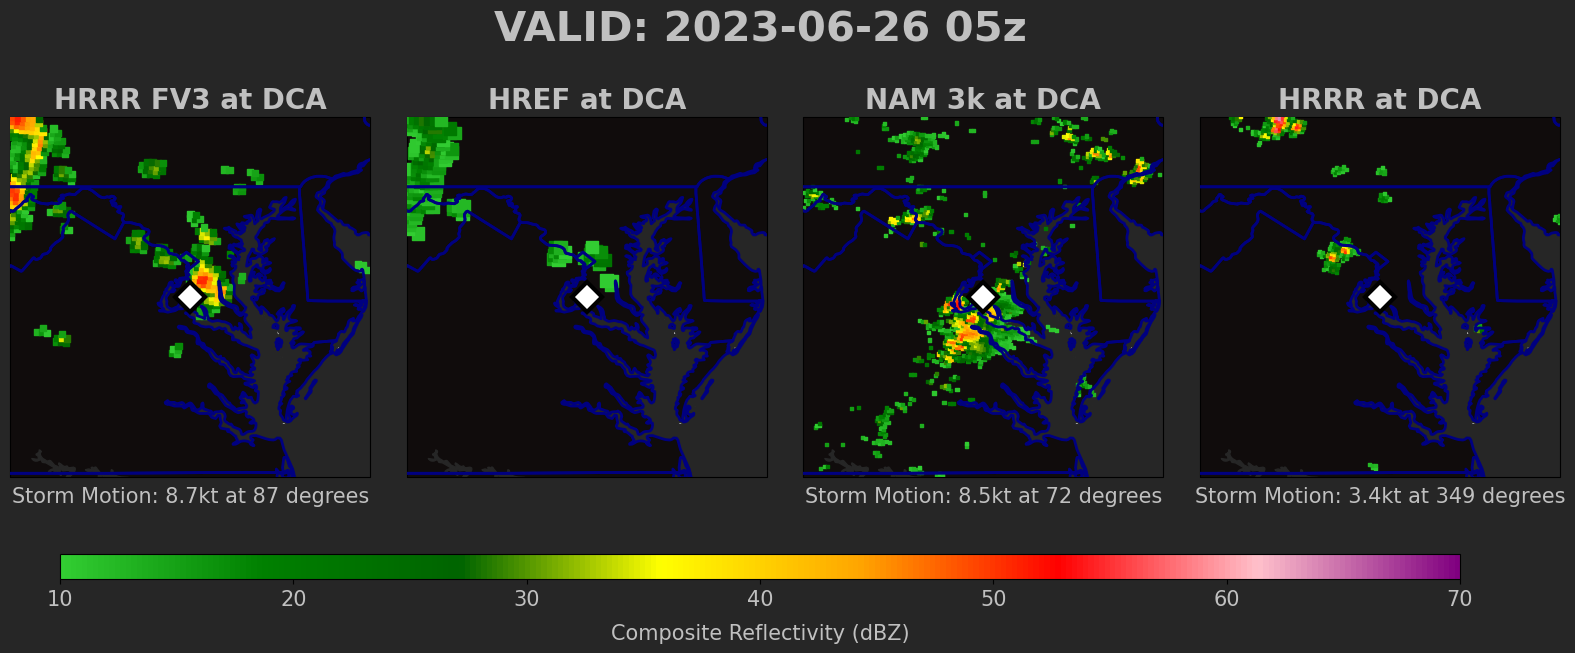 VALID: 2023-06-26 05z
HRRR FV3 at DCA
HREF at DCA
NAM 3k at DCA
HRRR at DCA
Storm Motion: 8.7kt at 87 degrees
Storm Motion: 8.5kt at 72 degrees
Storm Motion: 3.4kt at 349 degrees
10 20 30 40 50 60 70
Composite Reflectivity (dBZ)